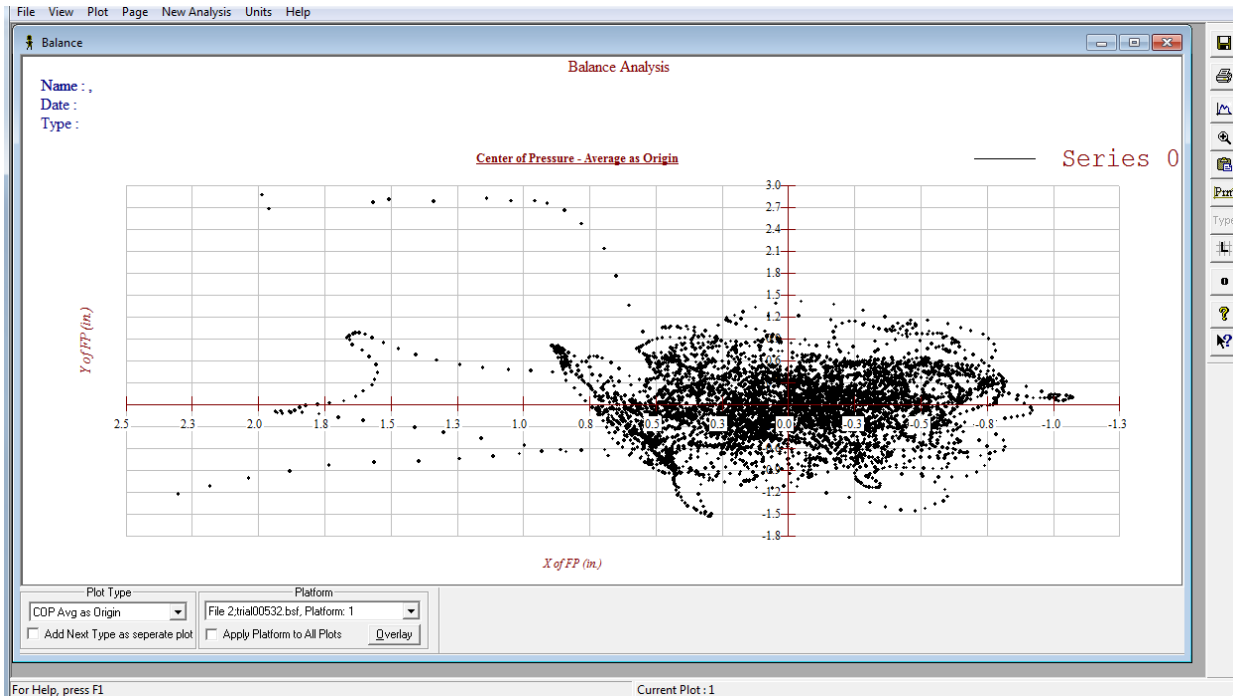 File View Plot Page New Analysis Units Help
Balance
Balance Analysis
Name : ,
Date :
Type :
Center of Pressure - Average as Origin
Series 0
3.0
2.7
2.4
2.1
1.8
1.5
1.2
0.6
Y of FP (in.)
2.5 2.3 2.0 1.8 1.5 1.3 1.0 0.8 0.5 0.3 0.0 -0.3 -0.5 -0.8 -1.0 -1.3
-0.9
-1.2
-1.5
-1.8
X of FP (in.)
Print
Type
Plot Type
COP Avg as Origin
Add Next Type as seperate plot
Platform
File 2;trial00532.bsf, Platform: 1
Apply Platform to All Plots Overlay
For Help, press F1 Current Plot : 1